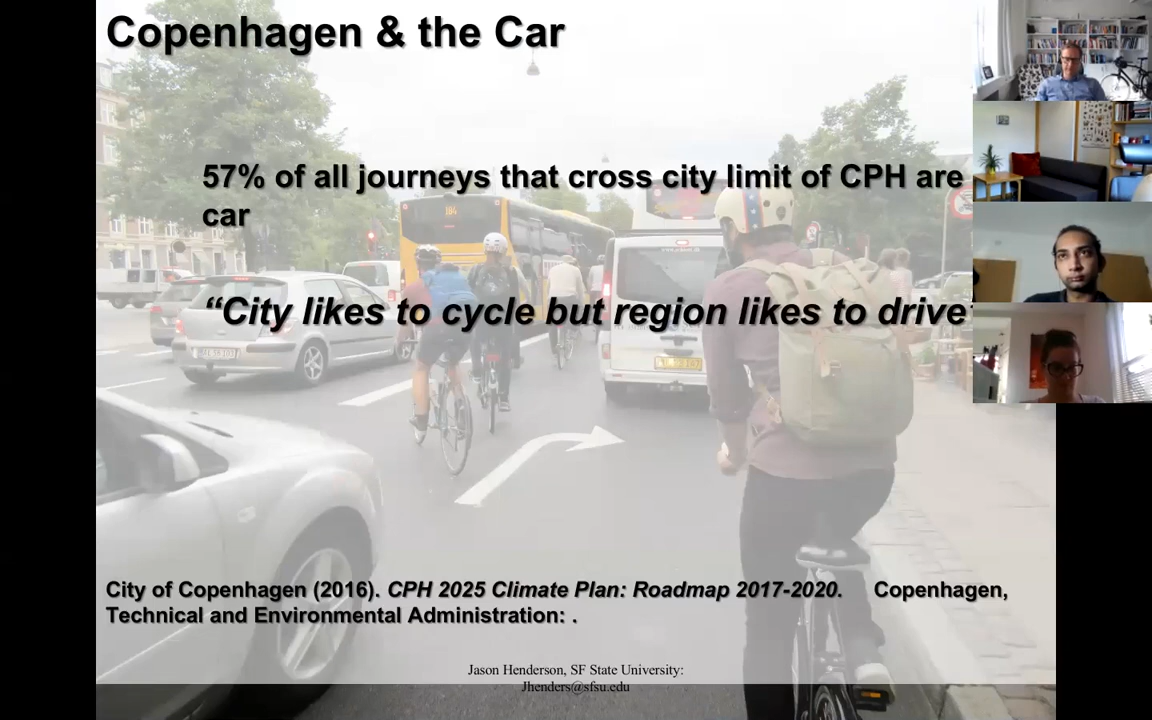 Copenhagen & the Car
57% of all journeys that cross city limit of CPH are
car
“City likes to cycle but region likes to drive
City of Copenhagen (2016). CPH 2025 Climate Plan: Roadmap 2017-2020. Copenhagen,
Technical and Environmental Administration: .
Jason Henderson, SF State University:
Jhenders@sfsu.edu